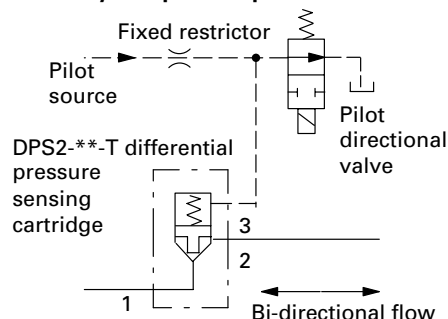 Fixed restrictor
Pilot
source
Pilot
directional
valve
DPS2-**-T differential
pressure
sensing
cartridge
3
2
1
Bi-directional flow